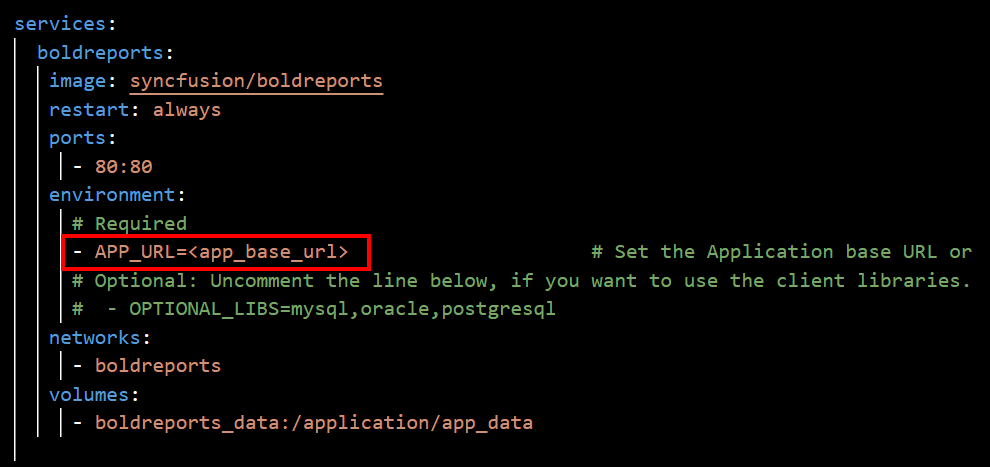 services:
boldreports:
image: syncfusion/boldreports
restart: always
ports:
- 80:80
environment:
# Required
- APP_URL=<app_base_url> # Set the Application base URL or
# Optional: Uncomment the line below, if you want to use the client libraries.
# - OPTIONAL_LIBS=mysql,oracle,postgresql
networks:
- boldreports
volumes:
- boldreports_data:/application/app_data